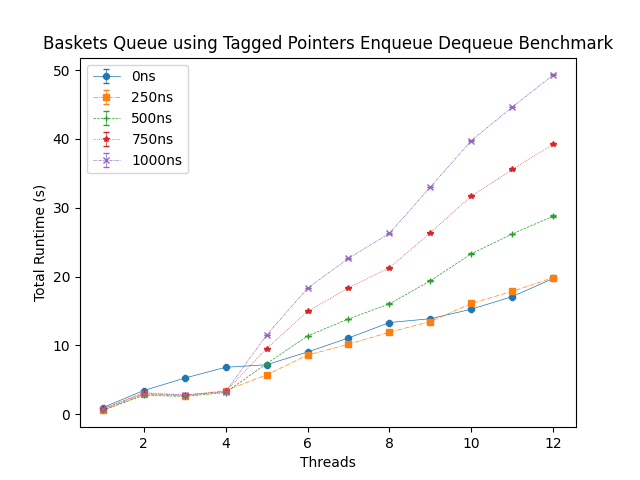 Baskets Queue using Tagged Pointers Enqueue Dequeue Benchmark
0ns
250ns
500ns
750ns
1000ns
Total Runtime (s)
50
40
30
20
10
0
2
4
6
8
10
12
Threads